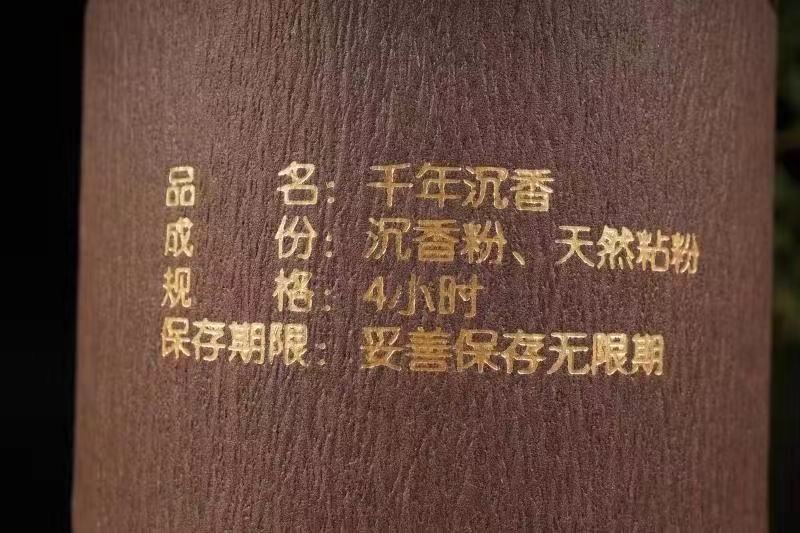 品名：千年沉香
成份：沉香粉、天然粘粉
规格：4小时
保存期限：妥善保存无限期